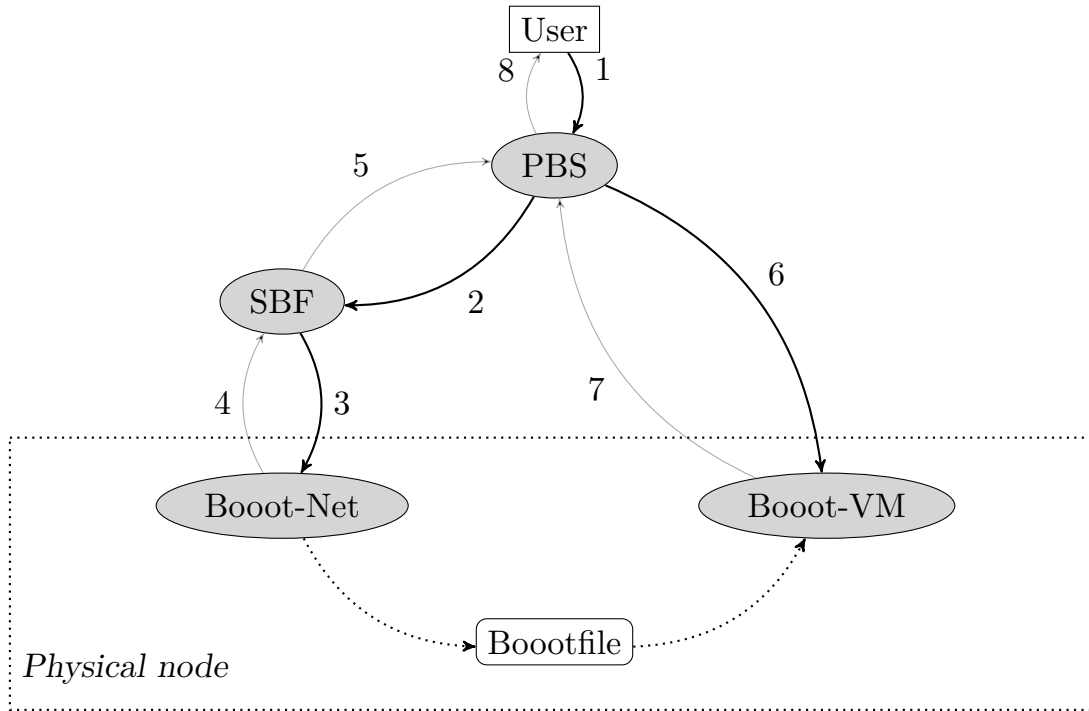 User
8
1
PBS
5
6
SBF
2
7
4
3
Booot-Net
Booot-VM
Boootfile
Physical node